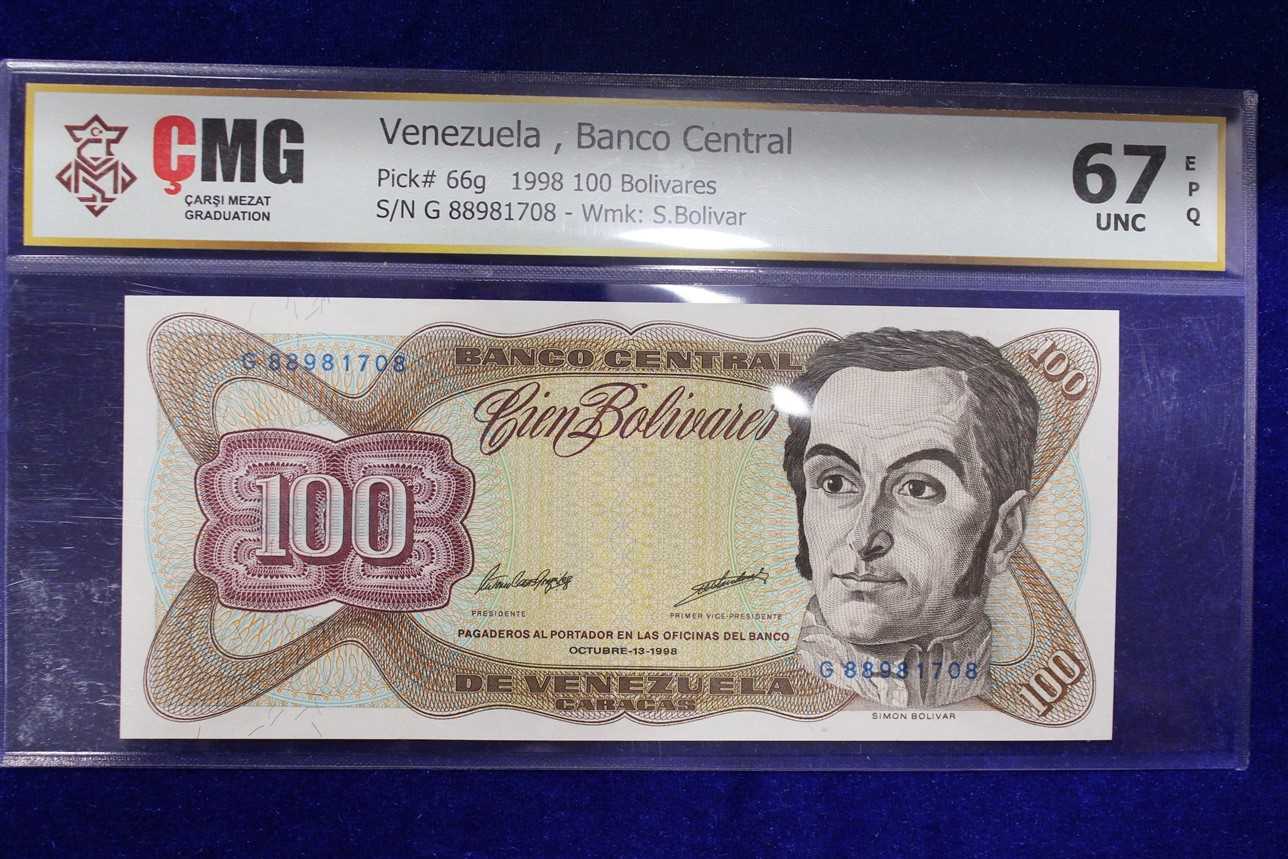 ÇMG
ÇARŞI MEZAT
GRADUATION
Venezuela , Banco Central
Pick# 66g 1998 100 Bolivares
S/N G 88981708 - Wmk: S.Bolivar
67
UNC
E
P
Q
G 88981708
BANCO CENTRAL
100
Cien Bolivares
100
PRESIDENTE
PRIMER VICE-PRESIDENTE
PAGADEROS AL PORTADOR EN LAS OFICINAS DEL BANCO
OCTUBRE-13-1998
G 88981708
DE VENEZUELA
CARACAS
100
SIMON BOLIVAR